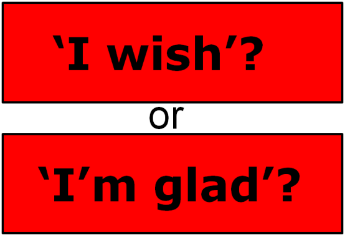 ‘I wish’?
or
‘I’m glad’?